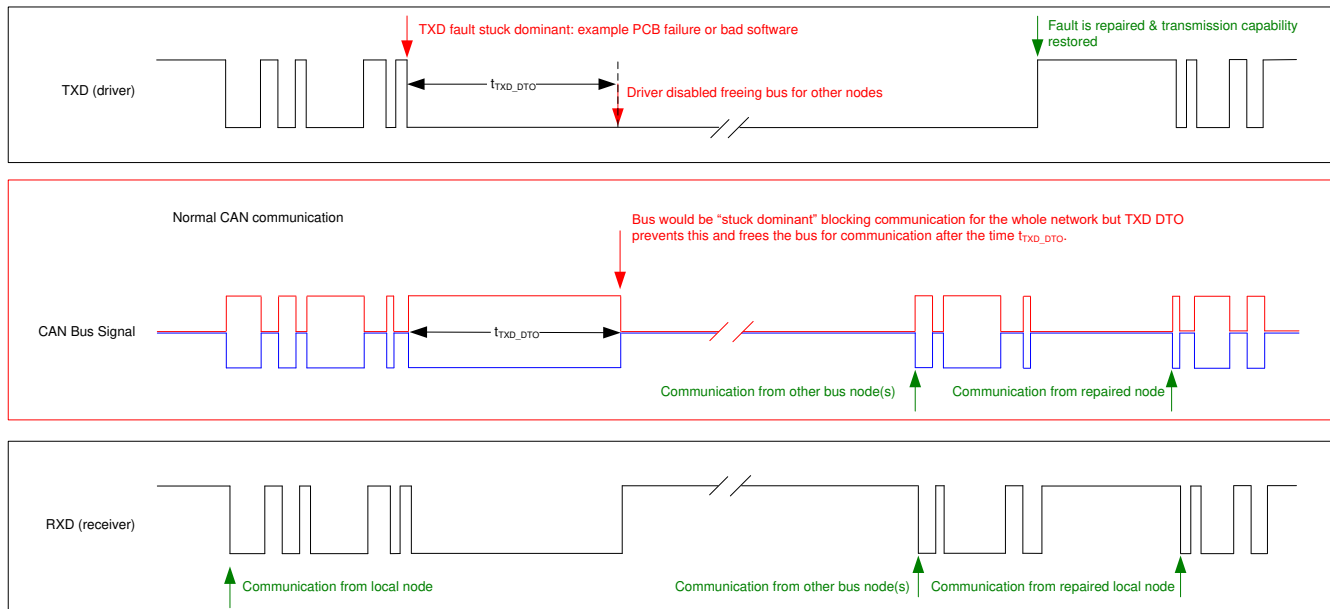 TXD fault stuck dominant: example PCB failure or bad software
Fault is repaired & transmission capability
restored
TXD (driver)
tTXD_DTO
Driver disabled freeing bus for other nodes
Normal CAN communication
Bus would be “stuck dominant” blocking communication for the whole network but TXD DTO
prevents this and frees the bus for communication after the time tTXD_DTO.
CAN Bus Signal
tTXD_DTO
Communication from other bus node(s)
Communication from repaired node
RXD (receiver)
Communication from local node
Communication from other bus node(s)
Communication from repaired local node